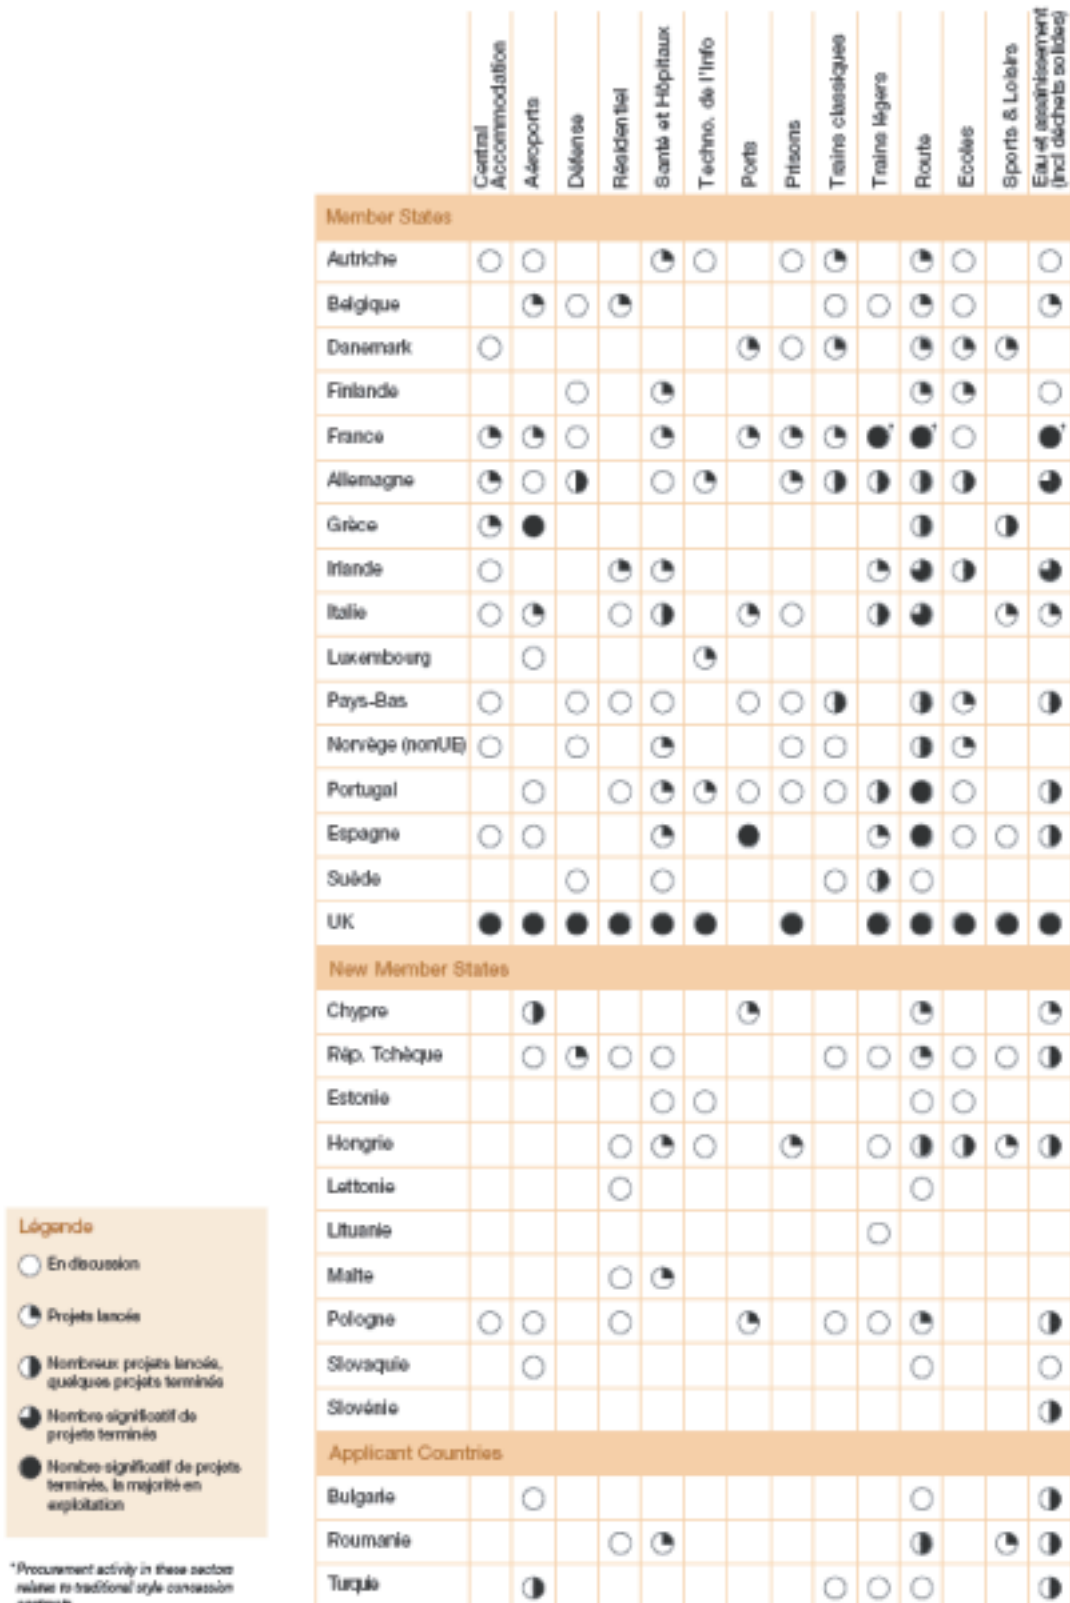 Central
Accommodation
Aéroports
Défense
Résidentiel
Santé et Hôpitaux
Techno. de l'Info
Ports
Prisons
Trains classiques
Trains légers
Route
Ecoles
Sports & Loisirs
Eau et assainissement
(incl déchets solides)
Member States
Autriche
Belgique
Danemark
Finlande
France
Allemagne
Grèce
Irlande
Italie
Luxembourg
Pays-Bas
Norvège (nonUE)
Portugal
Espagne
Suède
UK
New Member States
Chypre
Rép. Tchèque
Estonie
Hongrie
Lettonie
Lituanie
Malte
Pologne
Slovaquie
Slovénie
Applicant Countries
Bulgarie
Roumanie
Turquie
Légende
En discussion
Projets lancés
Nombreux projets lancés,
quelques projets terminés
Nombre significatif de
projets terminés
Nombre significatif de projets
terminés, la majorité en
exploitation
*Procurement activity in these sectors
relates to traditional style concession